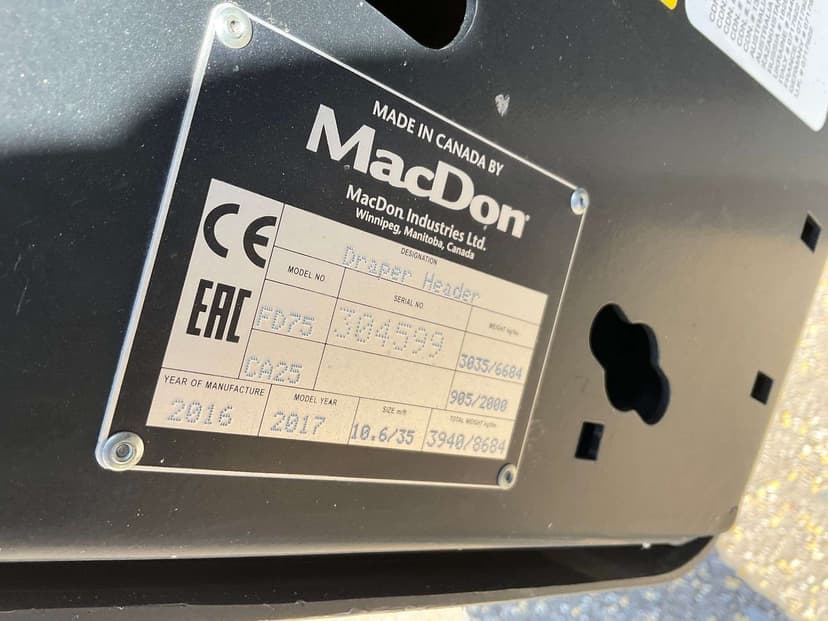 MADE IN CANADA BY
MacDon
MacDon Industries Ltd.
Winnipeg, Manitoba, Canada
CE
EAC
DESIGNATION
Draper Header
MODEL NO
SERIAL NO.
WEIGHT kg/lbs
FD75
304599
3035/6684
CA25
905/2000
YEAR OF MANUFACTURE
MODEL YEAR
SIZE m/ft
TOTAL WEIGHT kg/lbs
2016
2017
10.6/35
3940/8684